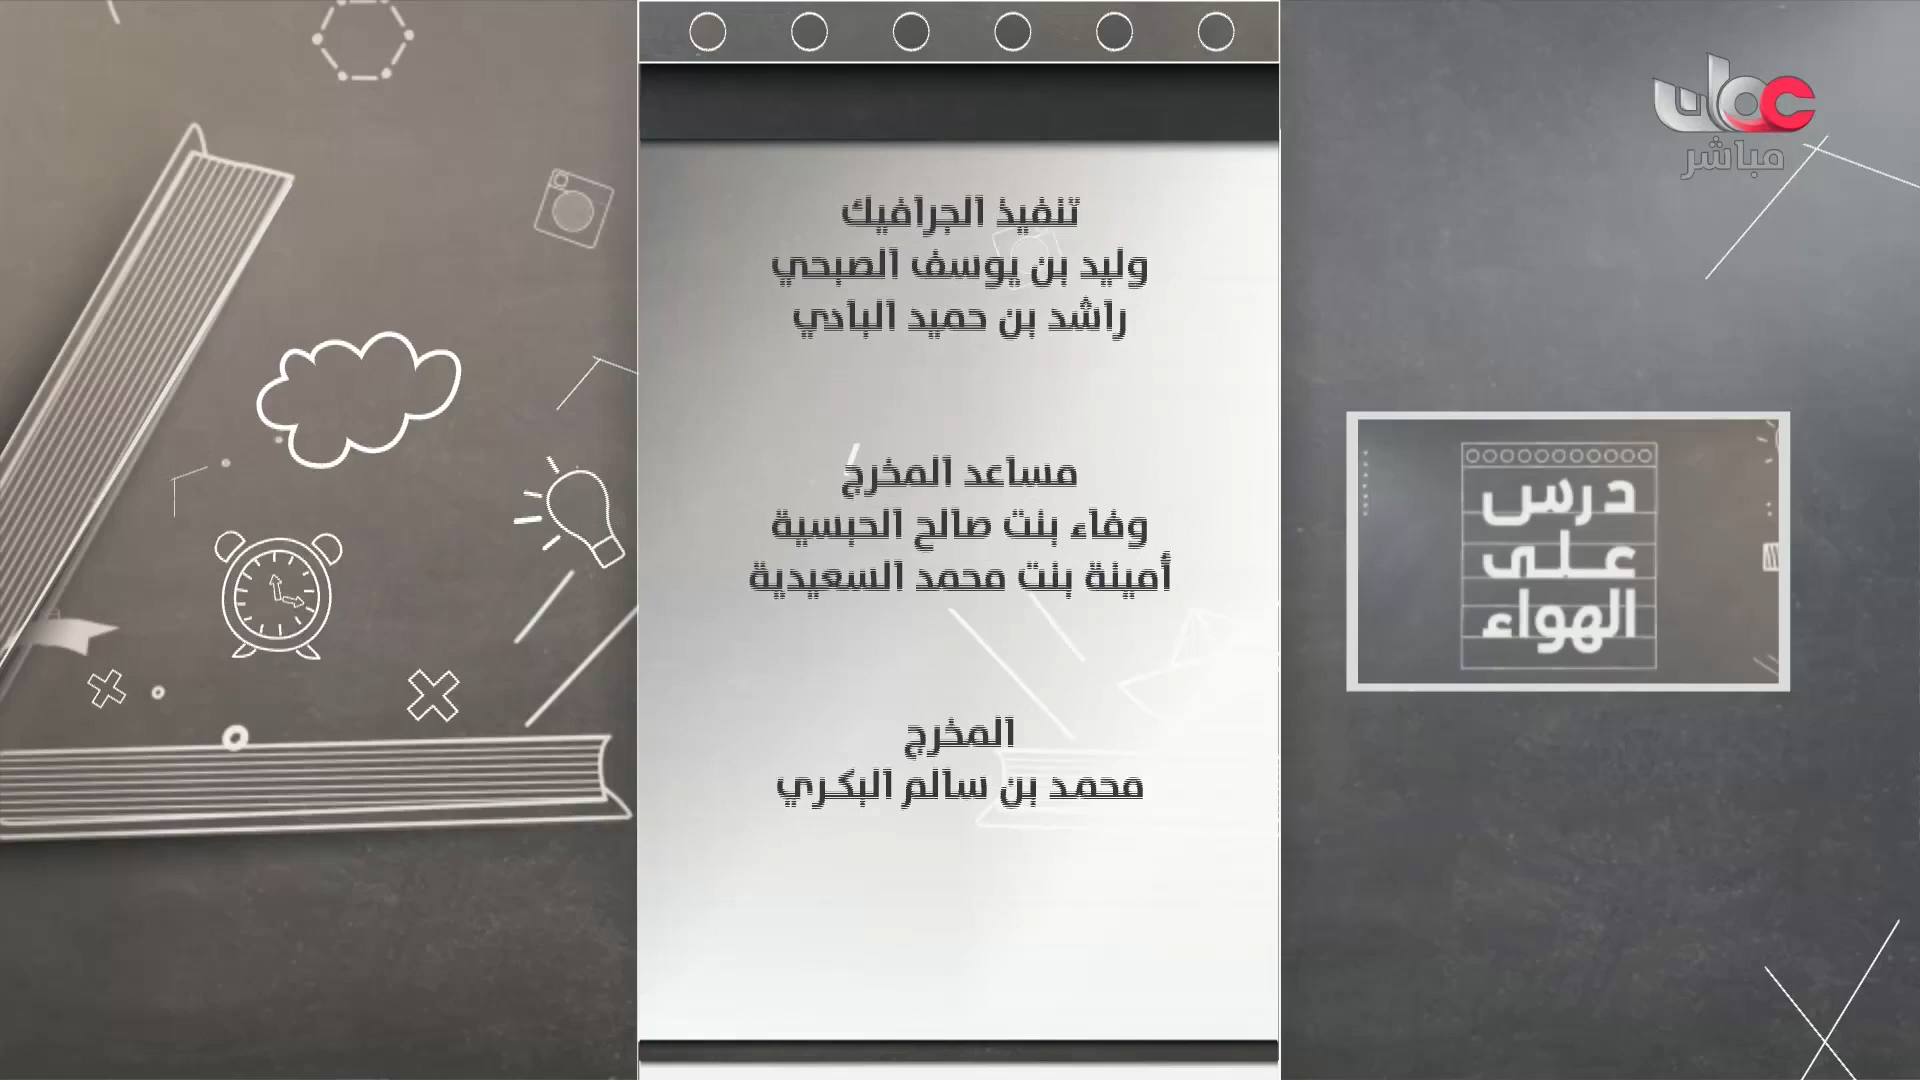 عمان
مباشر
تنفيذ الجرافيك
وليد بن يوسف الصبحي
راشد بن حميد البادي
مساعد المخرج
وفاء بنت صالح الحبسية
أمينة بنت محمد السعيدية
المخرج
محمد بن سالم البكري
درس
على
الهواء